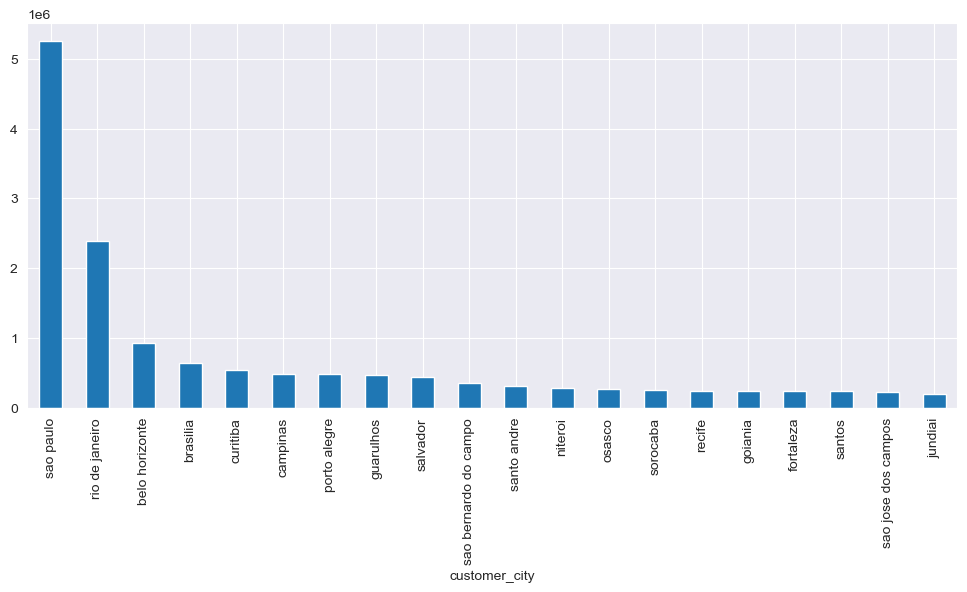 1e6
5
4
3
2
1
0
sao paulo
rio de janeiro
belo horizonte
brasilia
curitiba
campinas
porto alegre
guarulhos
salvador
sao bernardo do campo
santo andre
niteroi
osasco
sorocaba
recife
goiania
fortaleza
santos
sao jose dos campos
jundiai
customer_city